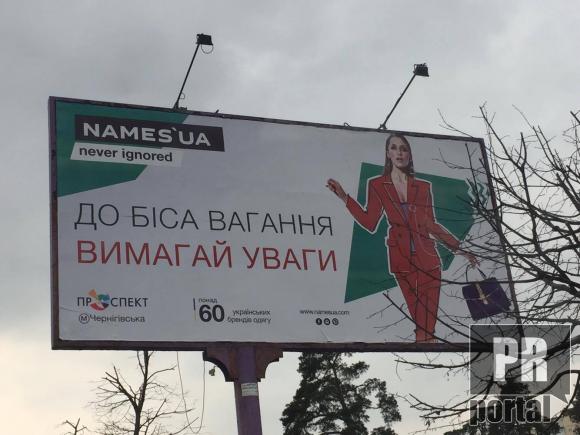 NAMES`UA
never ignored
ДО БІСА ВАГАННЯ
ВИМАГАЙ УВАГИ
ПРОСПЕКТ
М Чернігівська
понад
60
українських
брендів одягу
www.namesua.com
PR
portal